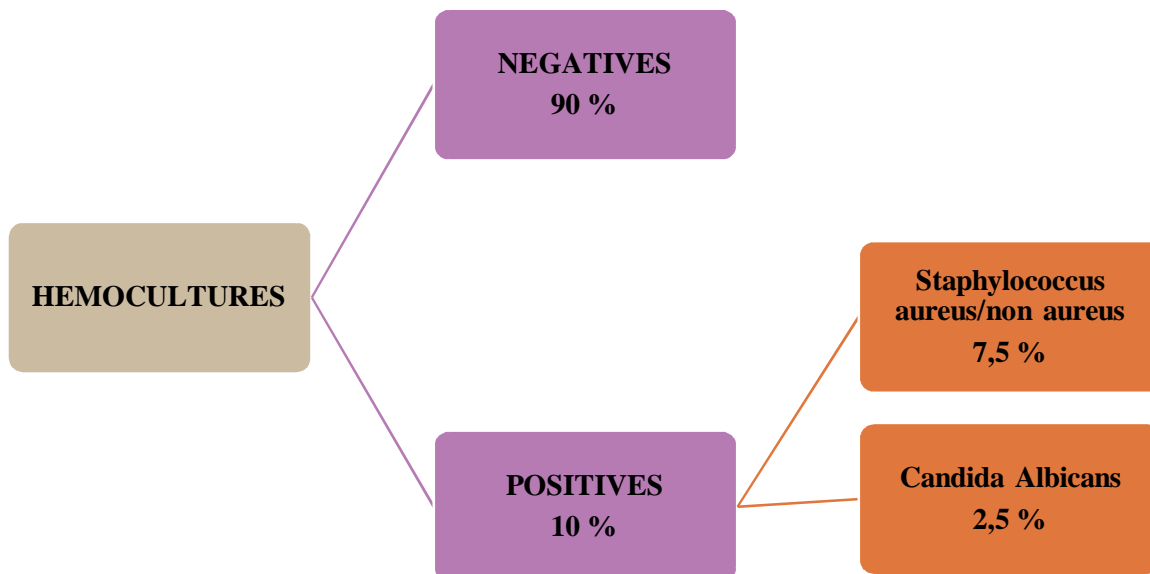 NEGATIVES
90 %
HEMOCULTURES
Staphylococcus
aureus/non aureus
7,5 %
POSITIVES
10 %
Candida Albicans
2,5 %